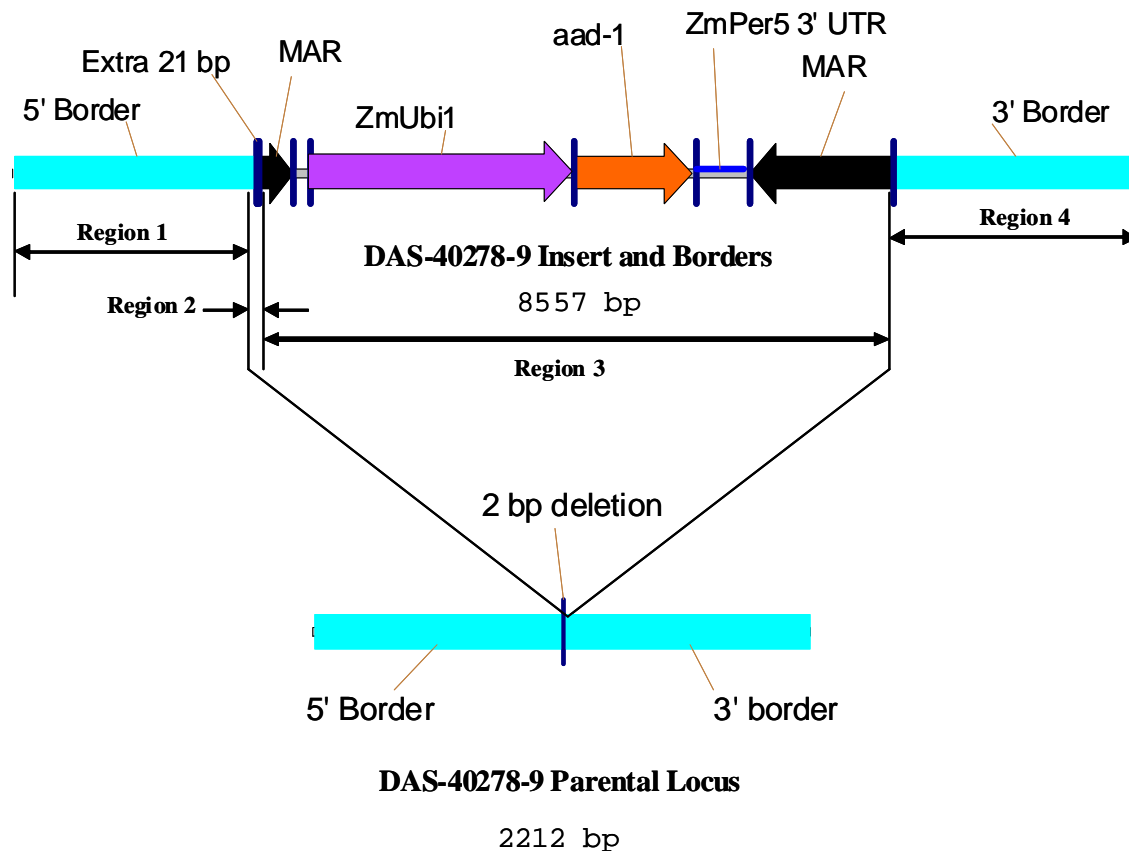 ZmPer5 3' UTR
aad-1
MAR
Extra 21 bp
MAR
5' Border
ZmUbi1
3' Border
Region 1
Region 4
DAS-40278-9 Insert and Borders
Region 2
8557 bp
Region 3
2 bp deletion
5' Border
3' border
DAS-40278-9 Parental Locus
2212 bp